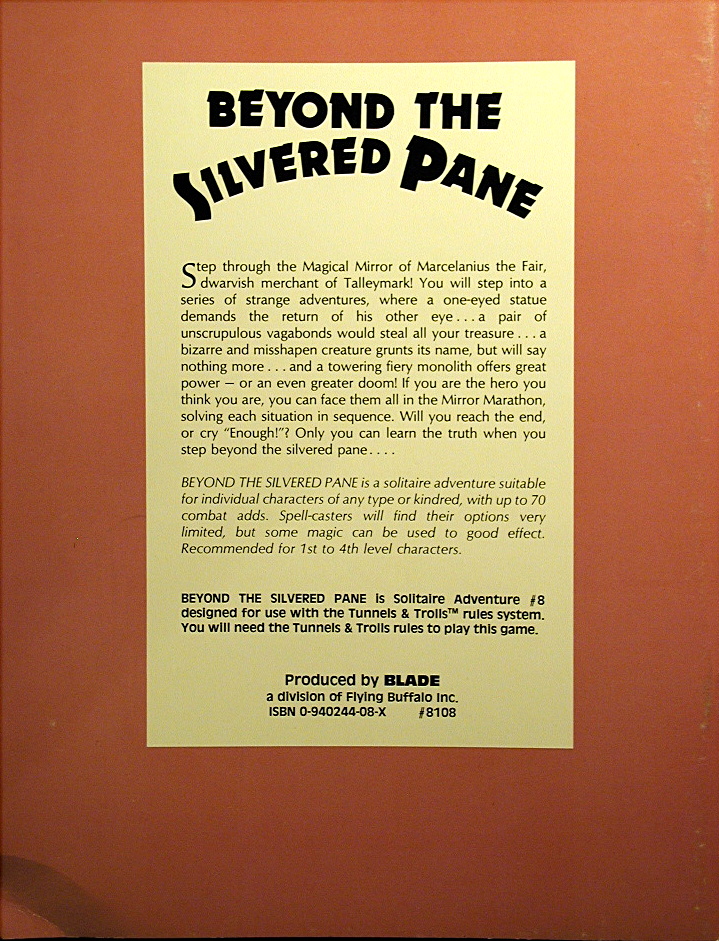 BEYOND THE
SILVERED PANE
Step through the Magical Mirror of Marcelanius the Fair,
dwarvish merchant of Talleymark! You will step into a
series of strange adventures, where a one-eyed statue
demands the return of his other eye . . . a pair of
unscrupulous vagabonds would steal all your treasure . . . a
bizarre and misshapen creature grunts its name, but will say
nothing more . . . and a towering fiery monolith offers great
power — or an even greater doom! If you are the hero you
think you are, you can face them all in the Mirror Marathon,
solving each situation in sequence. Will you reach the end,
or cry “Enough!”? Only you can learn the truth when you
step beyond the silvered pane . . . .
BEYOND THE SILVERED PANE is a solitaire adventure suitable
for individual characters of any type or kindred, with up to 70
combat adds. Spell-casters will find their options very
limited, but some magic can be used to good effect.
Recommended for 1st to 4th level characters.
BEYOND THE SILVERED PANE is Solitaire Adventure #8
designed for use with the Tunnels & Trolls™ rules system.
You will need the Tunnels & Trolls rules to play this game.
Produced by BLADE
a division of Flying Buffalo Inc.
ISBN 0-940244-08-X #8108